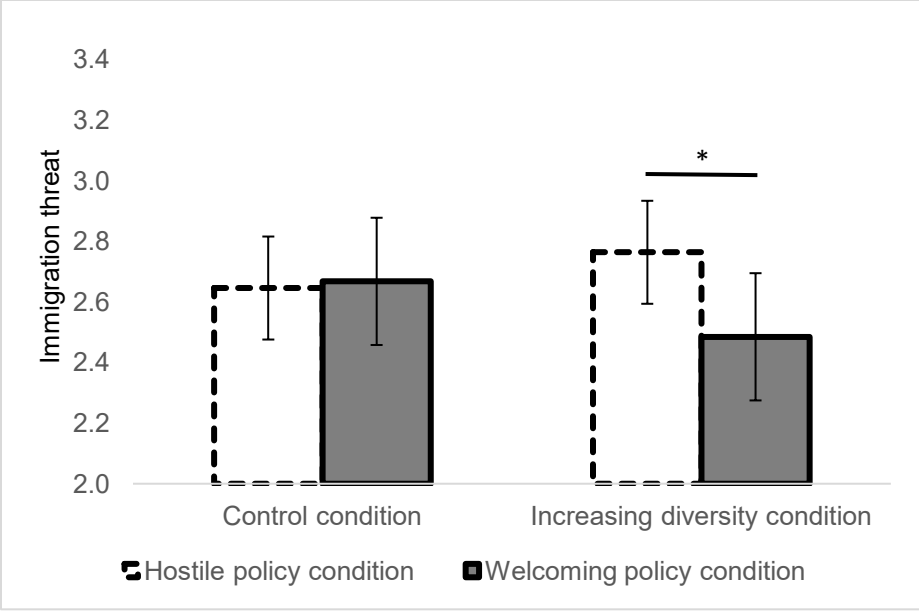 3.4
3.2
3.0
2.8
2.6
2.4
2.2
2.0
Immigration threat
*
Control condition
Increasing diversity condition
Hostile policy condition
Welcoming policy condition